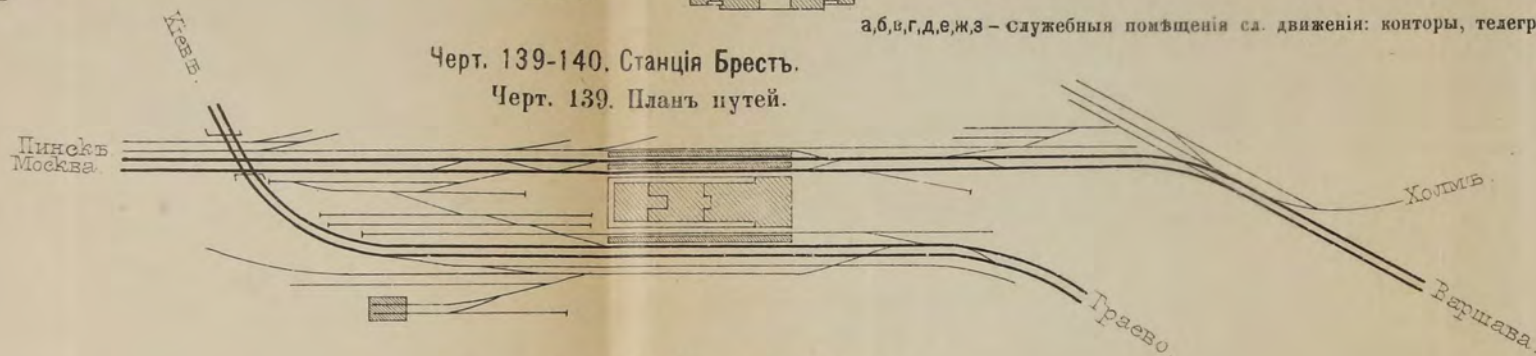 а,б,в,г,д,е,ж,з – служебныя помѣщенія сл. движенія: конторы, телегр
Черт. 139-140. Станція Брестъ.
Черт. 139. Планъ путей.
Кіевъ.
Пинскъ.
Москва.
Холмъ.
Варшава.
Граево